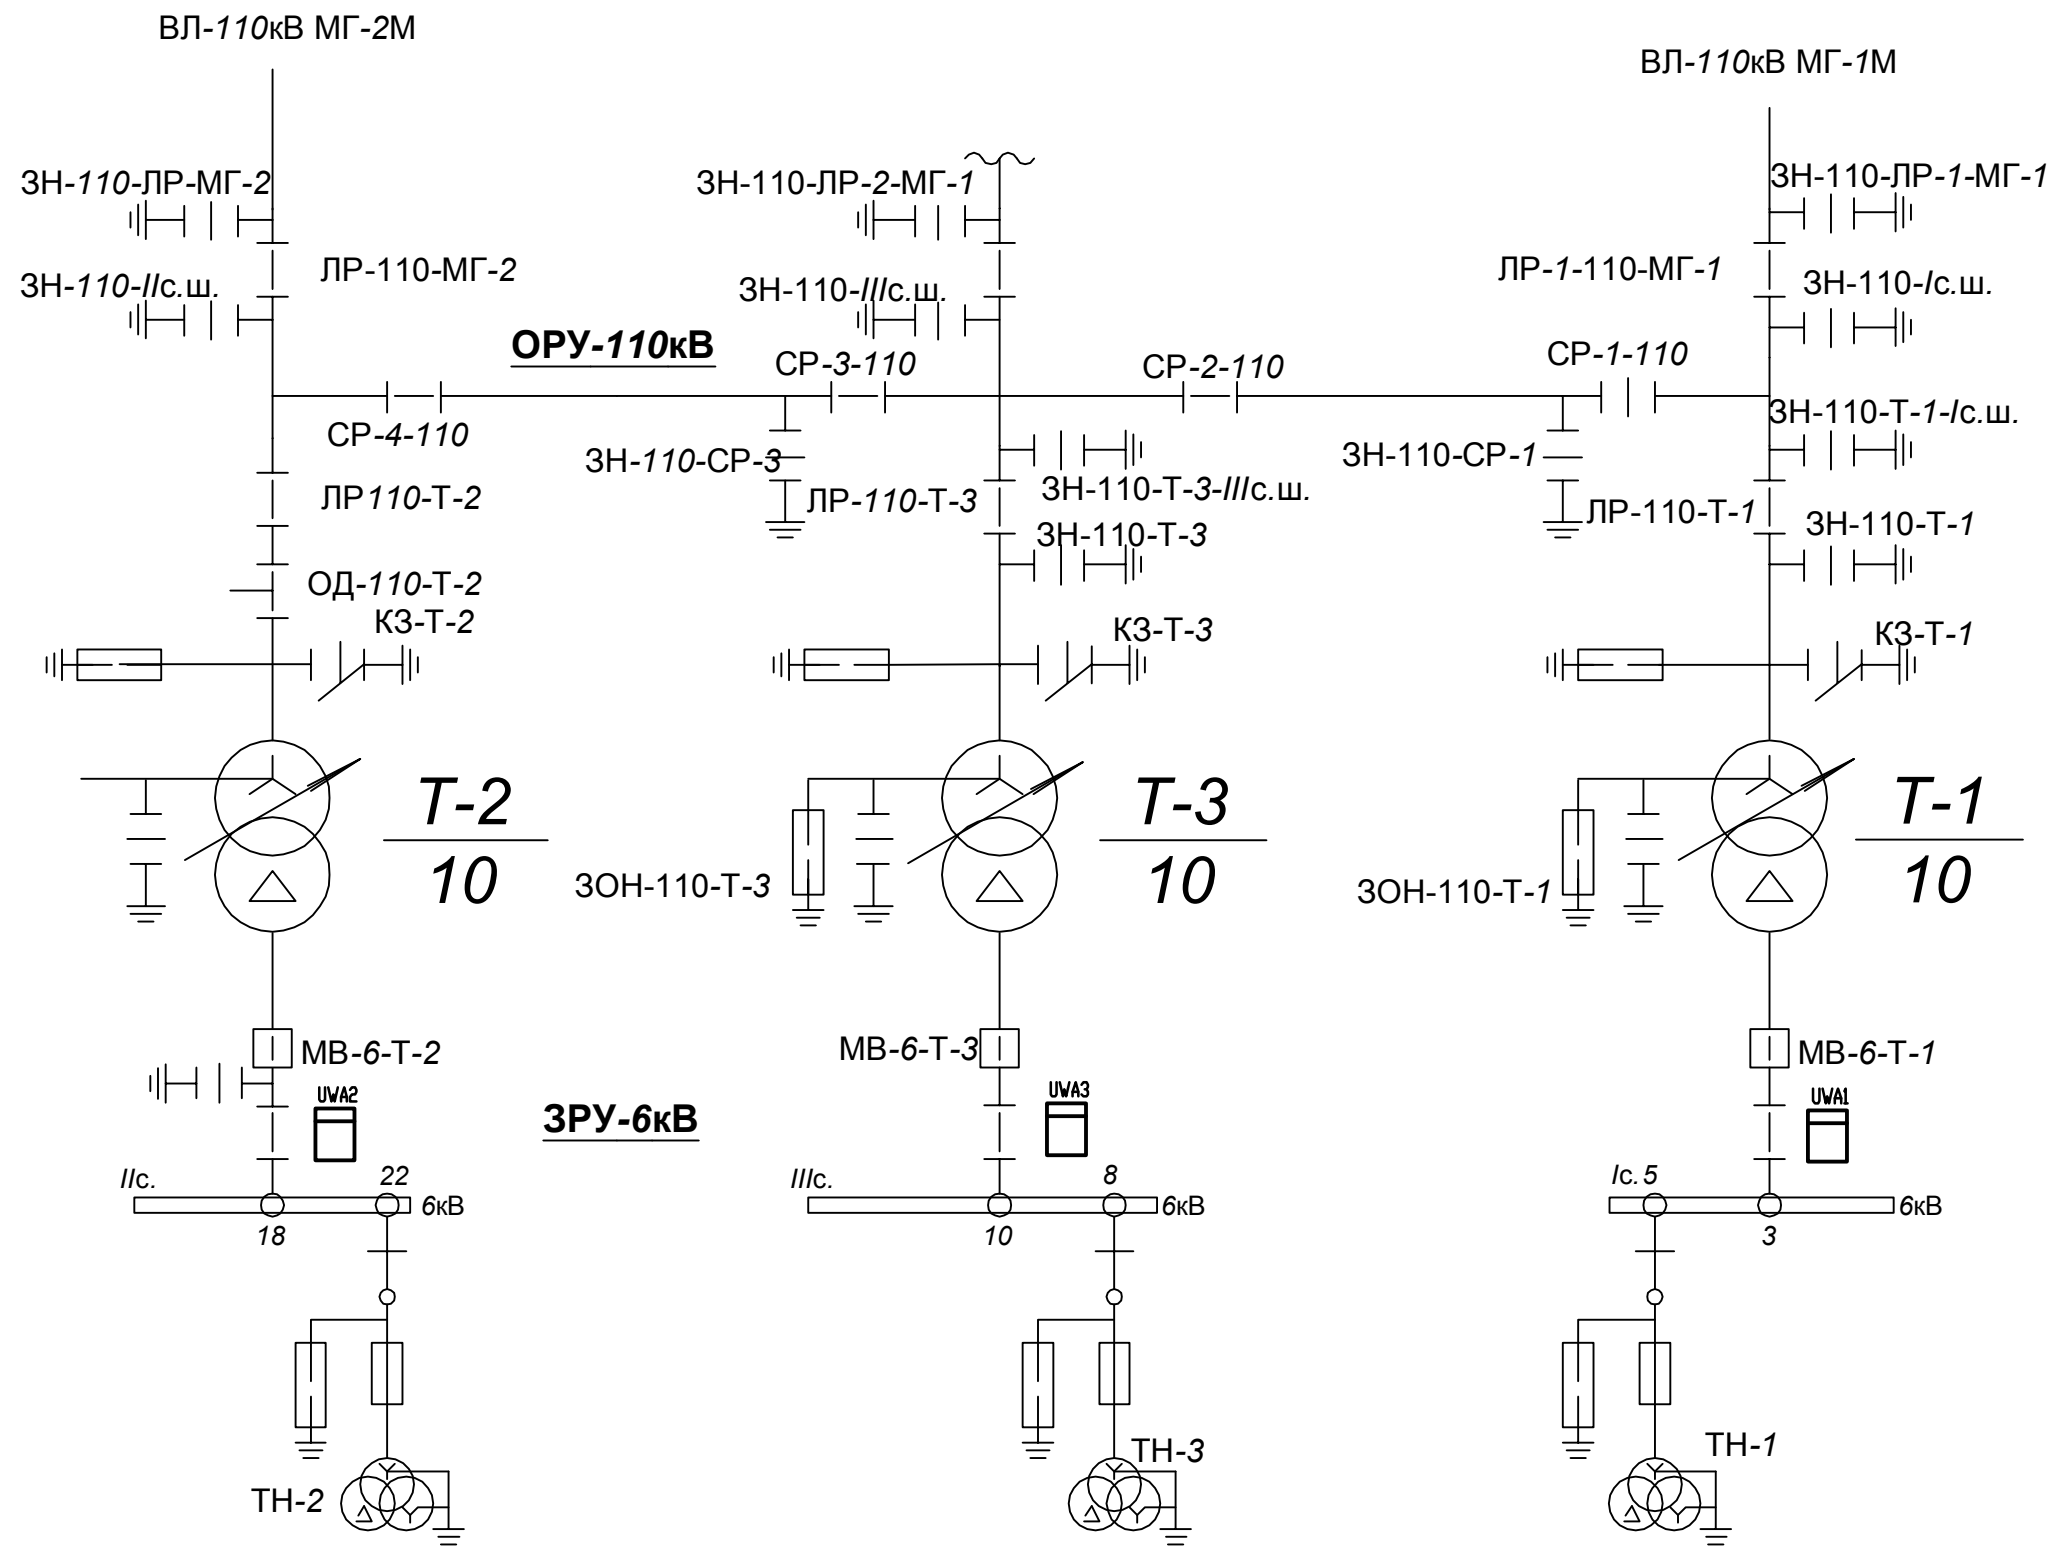 ВЛ-110кВ МГ-2М
ВЛ-110кВ МГ-1М
ЗН-110-ЛР-МГ-2
ЗН-110-ЛР-2-МГ-1
ЗН-110-ЛР-1-МГ-1
ЛР-110-МГ-2
ЛР-1-110-МГ-1
ЗН-110-IIс.ш.
ЗН-110-IIIс.ш.
ЗН-110-Iс.ш.
ОРУ-110кВ
СР-3-110
СР-2-110
СР-1-110
СР-4-110
ЗН-110-Т-1-Iс.ш.
ЗН-110-СР-3
ЗН-110-СР-1
ЛР110-Т-2
ЛР-110-Т-3
ЗН-110-Т-3-IIIс.ш.
ЛР-110-Т-1
ЗН-110-Т-3
ЗН-110-Т-1
ОД-110-Т-2
КЗ-Т-2
КЗ-Т-3
КЗ-Т-1
Т-2
10
Т-3
10
Т-1
10
ЗОН-110-Т-3
ЗОН-110-Т-1
МВ-6-Т-2
МВ-6-Т-3
МВ-6-Т-1
UWA2
UWA3
UWA1
ЗРУ-6кВ
IIс.
22
6кВ
18
IIIс.
8
6кВ
10
Iс.
5
6кВ
3
ТН-2
ТН-3
ТН-1